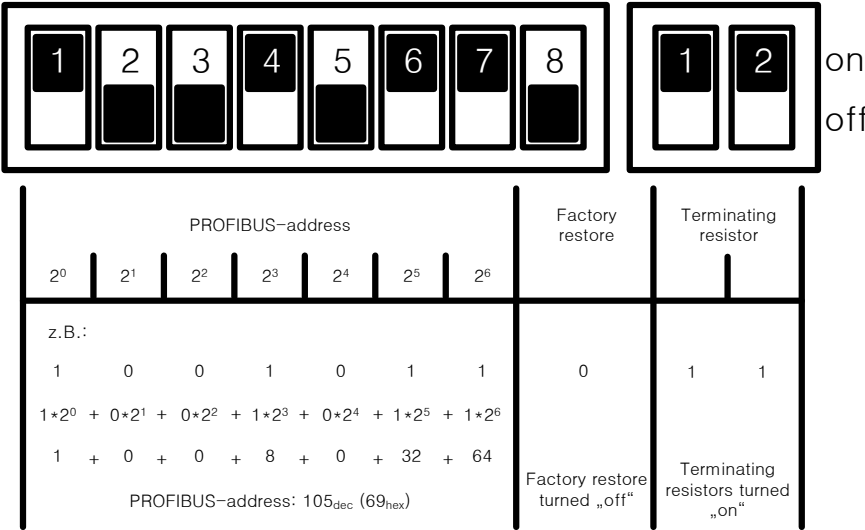 1 2 3 4 5 6 7 8 1 2 on
off
PROFIBUS-address
Factory
restore
Terminating
resistor
2⁰ 2¹ 2² 2³ 2⁴ 2⁵ 2⁶
z.B.:
1 0 0 1 0 1 1 0 1 1
1*2⁰ + 0*2¹ + 0*2² + 1*2³ + 0*2⁴ + 1*2⁵ + 1*2⁶
1 + 0 + 0 + 8 + 0 + 32 + 64
PROFIBUS-address: 105dec (69hex)
Factory restore
turned „off“
Terminating
resistors turned
„on“